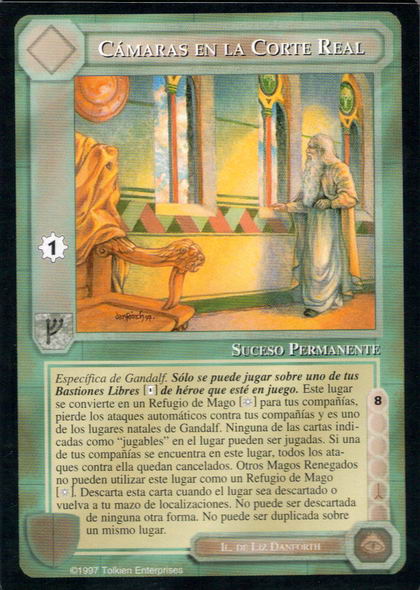 CÁMARAS EN LA CORTE REAL
1
danforth 97.
SUCESO PERMANENTE
Específica de Gandalf. Sólo se puede jugar sobre uno de tus
Bastiones Libres [] de héroe que esté en juego. Este lugar
se convierte en un Refugio de Mago [] para tus compañías,
pierde los ataques automáticos contra tus compañías y es uno
de los lugares natales de Gandalf. Ninguna de las cartas indi-
cadas como “jugables” en el lugar pueden ser jugadas. Si una
de tus compañías se encuentra en este lugar, todos los ata-
ques contra ella quedan cancelados. Otros Magos Renegados
no pueden utilizar este lugar como un Refugio de Mago
[]. Descarta esta carta cuando el lugar sea descartado o
vuelva a tu mazo de localizaciones. No puede ser descartada
de ninguna otra forma. No puede ser duplicada sobre
un mismo lugar.
8
IL. DE LIZ DANFORTH
©1997 Tolkien Enterprises